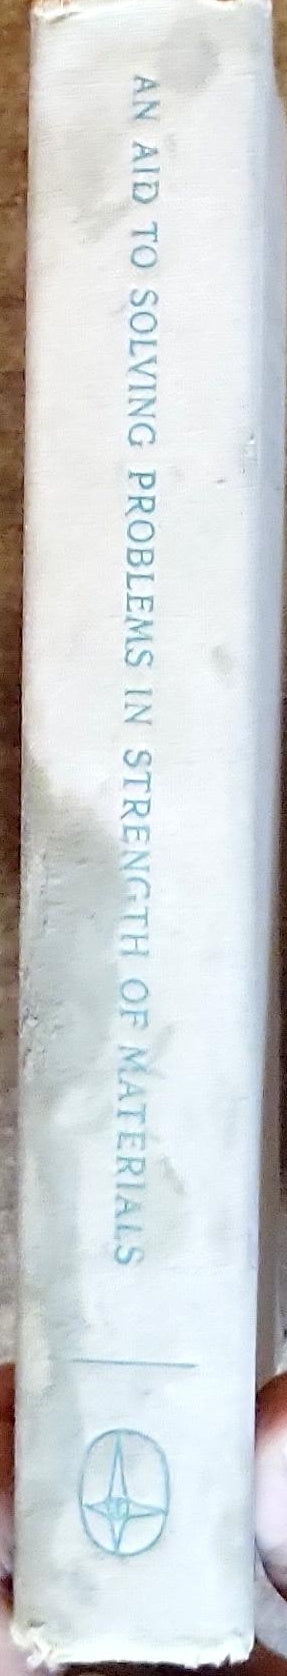 AN AID TO SOLVING PROBLEMS IN STRENGTH OF MATERIALS